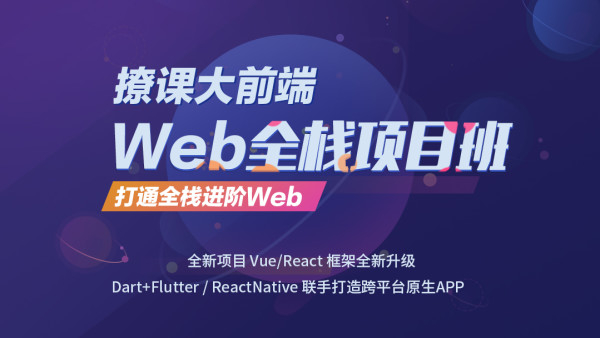 撩课大前端
Web全栈项目班
打通全栈进阶Web
全新项目 Vue/React 框架全新升级
Dart+Flutter / ReactNative 联手打造跨平台原生APP